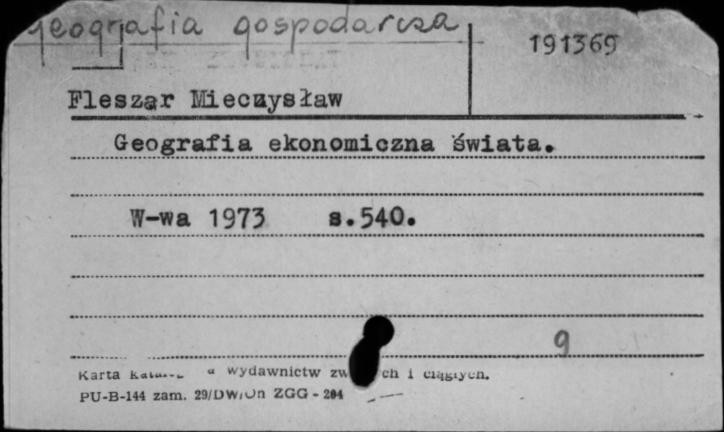 geografia gospodarcza
191369
Fleszar Mieczysław
Geografia ekonomiczna świata.
W-wa 1973 s.540.
9
Karta wydawnictw i ciągłych.
PU-B-144 zam. 29/DW/On ZGG - 204